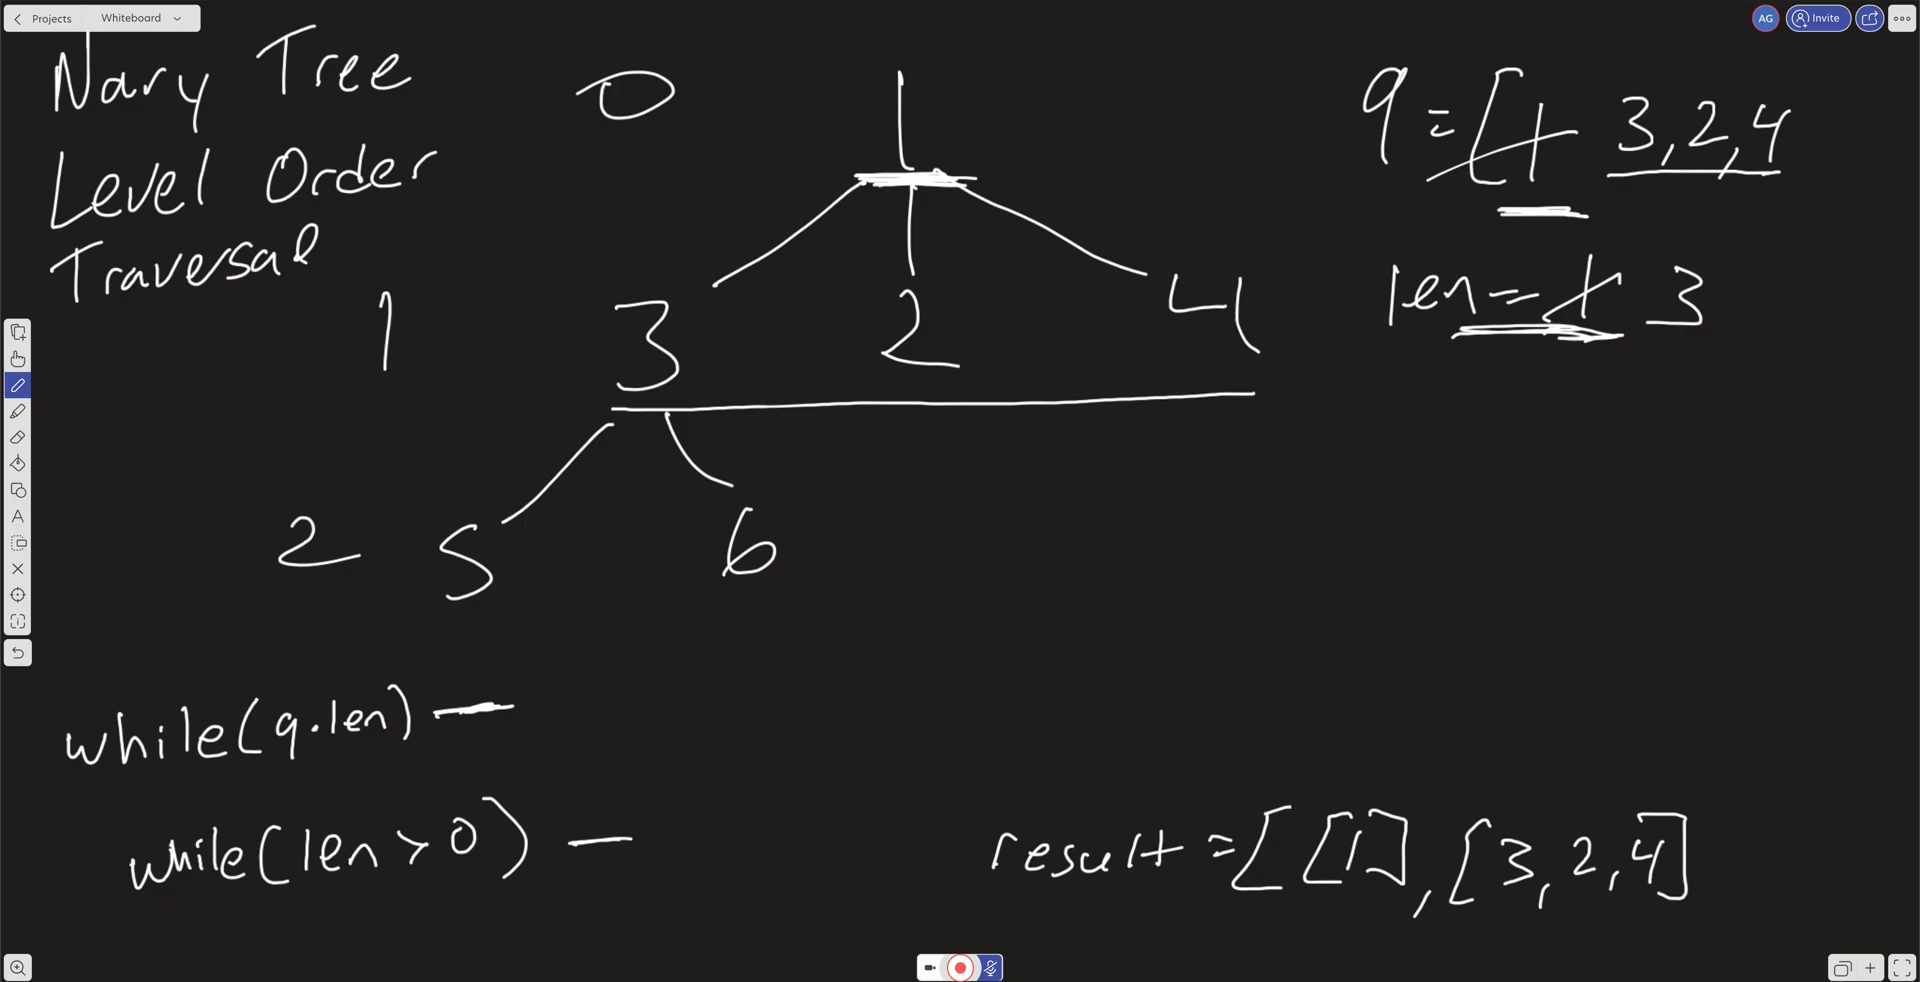 Projects Whiteboard
AG Invite
Nary Tree
Level Order
Traversal
0 1
q = [1 3,2,4
len = 1 3
1 3 2 4
2 5 6
while(q.len) —
while(len > 0) —
result = [ [1], [3, 2, 4]
A